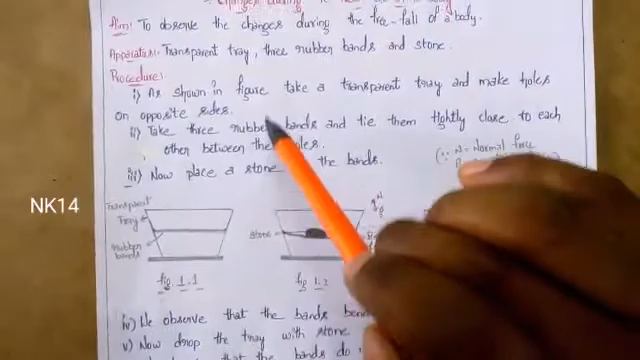 Aim: To observe the changes during the free-fall of a body.
Apparatus: Transparent tray, three rubber bands and stone.
Procedure:
i) As shown in figure take a transparent tray and make holes
on opposite sides.
ii) Take three rubber bands and tie them tightly close to each
other between the holes.
(∵ N = Normal force
iii) Now place a stone the bands.
NK14
Transparent
Tray
Rubber
bands
Stone
fig 1.1
fig 1.2
iv) We observe that the bands
v) Now drop the tray with stone
that the bands do